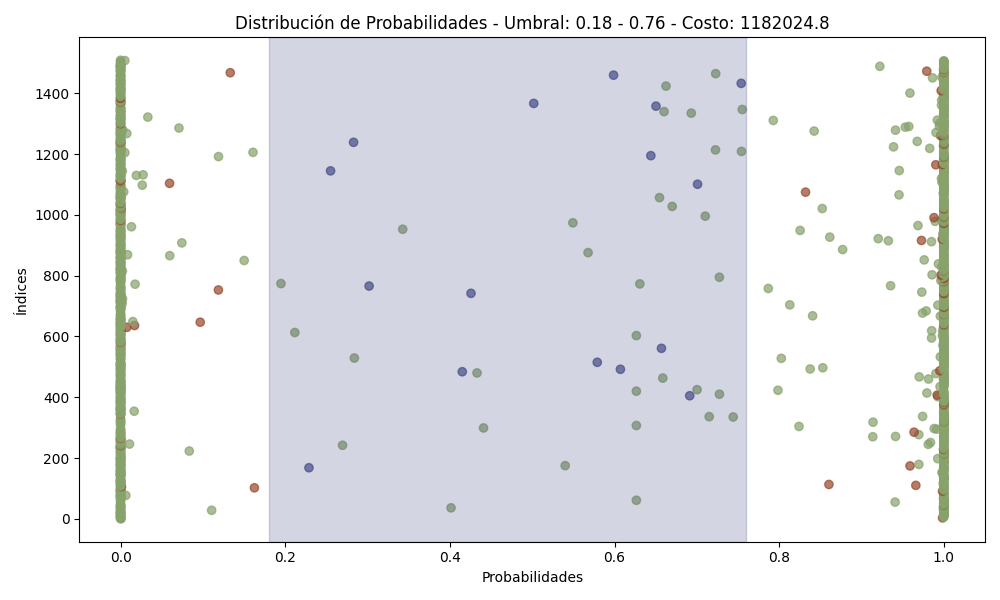 Distribución de Probabilidades - Umbral: 0.18 - 0.76 - Costo: 1182024.8
1400
1200
1000
800
600
400
200
0
Índices
0.0 0.2 0.4 0.6 0.8 1.0
Probabilidades